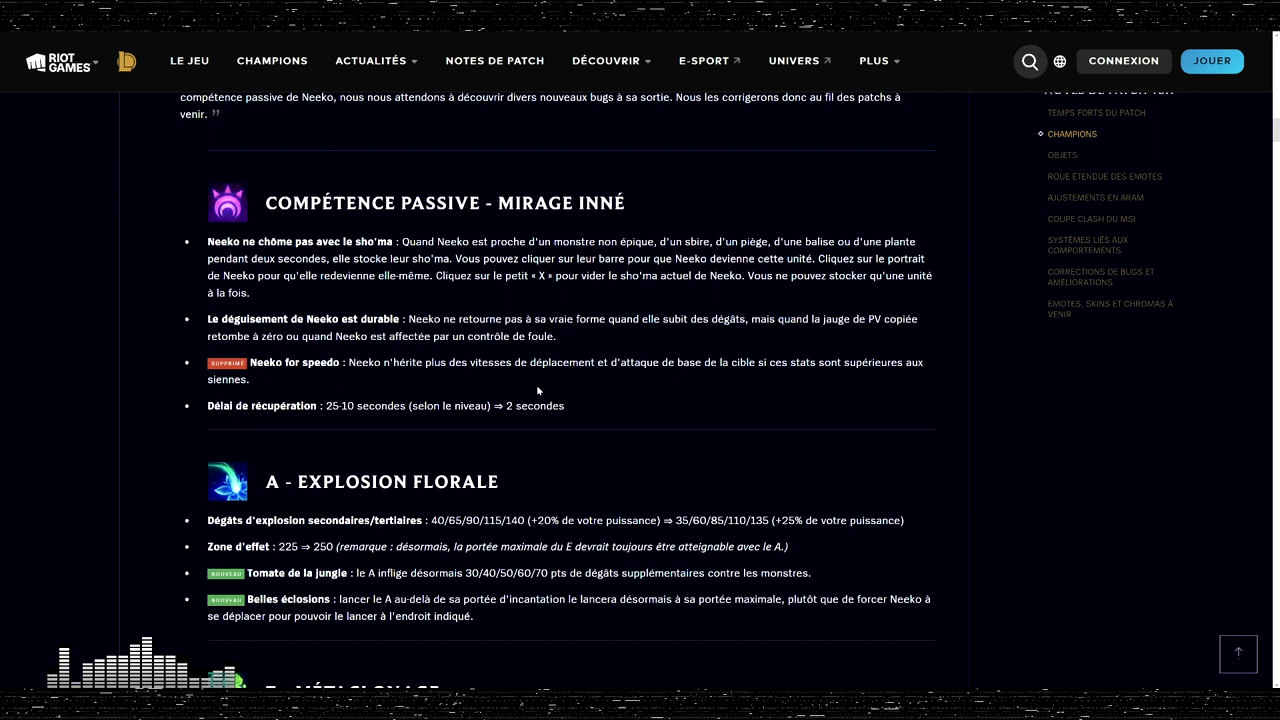 RIOT GAMES
LE JEU
CHAMPIONS
ACTUALITÉS
NOTES DE PATCH
DÉCOUVRIR
E-SPORT
UNIVERS
PLUS
CONNEXION
JOUER
compétence passive de Neeko, nous nous attendons à découvrir divers nouveaux bugs à sa sortie. Nous les corrigerons donc au fil des patchs à
venir. ”
COMPÉTENCE PASSIVE - MIRAGE INNÉ
• Neeko ne chôme pas avec le sho'ma : Quand Neeko est proche d'un monstre non épique, d'un sbire, d'un piège, d'une balise ou d'une plante
pendant deux secondes, elle stocke leur sho'ma. Vous pouvez cliquer sur leur barre pour que Neeko devienne cette unité. Cliquez sur le portrait
de Neeko pour qu'elle redevienne elle-même. Cliquez sur le petit « X » pour vider le sho'ma actuel de Neeko. Vous ne pouvez stocker qu'une unité
à la fois.
• Le déguisement de Neeko est durable : Neeko ne retourne pas à sa vraie forme quand elle subit des dégâts, mais quand la jauge de PV copiée
retombe à zéro ou quand Neeko est affectée par un contrôle de foule.
• SUPPRIMÉ Neeko for speedo : Neeko n'hérite plus des vitesses de déplacement et d'attaque de base de la cible si ces stats sont supérieures aux
siennes.
• Délai de récupération : 25-10 secondes (selon le niveau) ⇒ 2 secondes
A - EXPLOSION FLORALE
• Dégâts d'explosion secondaires/tertiaires : 40/65/90/115/140 (+20% de votre puissance) ⇒ 35/60/85/110/135 (+25% de votre puissance)
• Zone d'effet : 225 ⇒ 250 (remarque : désormais, la portée maximale du E devrait toujours être atteignable avec le A.)
• NOUVEAU Tomate de la jungle : le A inflige désormais 30/40/50/60/70 pts de dégâts supplémentaires contre les monstres.
• NOUVEAU Belles éclosions : lancer le A au-delà de sa portée d'incantation le lancera désormais à sa portée maximale, plutôt que de forcer Neeko à
se déplacer pour pouvoir le lancer à l'endroit indiqué.
TEMPS FORTS DU PATCH
CHAMPIONS
OBJETS
ROUE ÉTENDUE DES EMOTES
AJUSTEMENTS EN ARAM
COUPE CLASH DU MSI
SYSTÈMES LIÉS AUX
COMPORTEMENTS
CORRECTIONS DE BUGS ET
AMÉLIORATIONS
EMOTES, SKINS ET CHROMAS À
VENIR